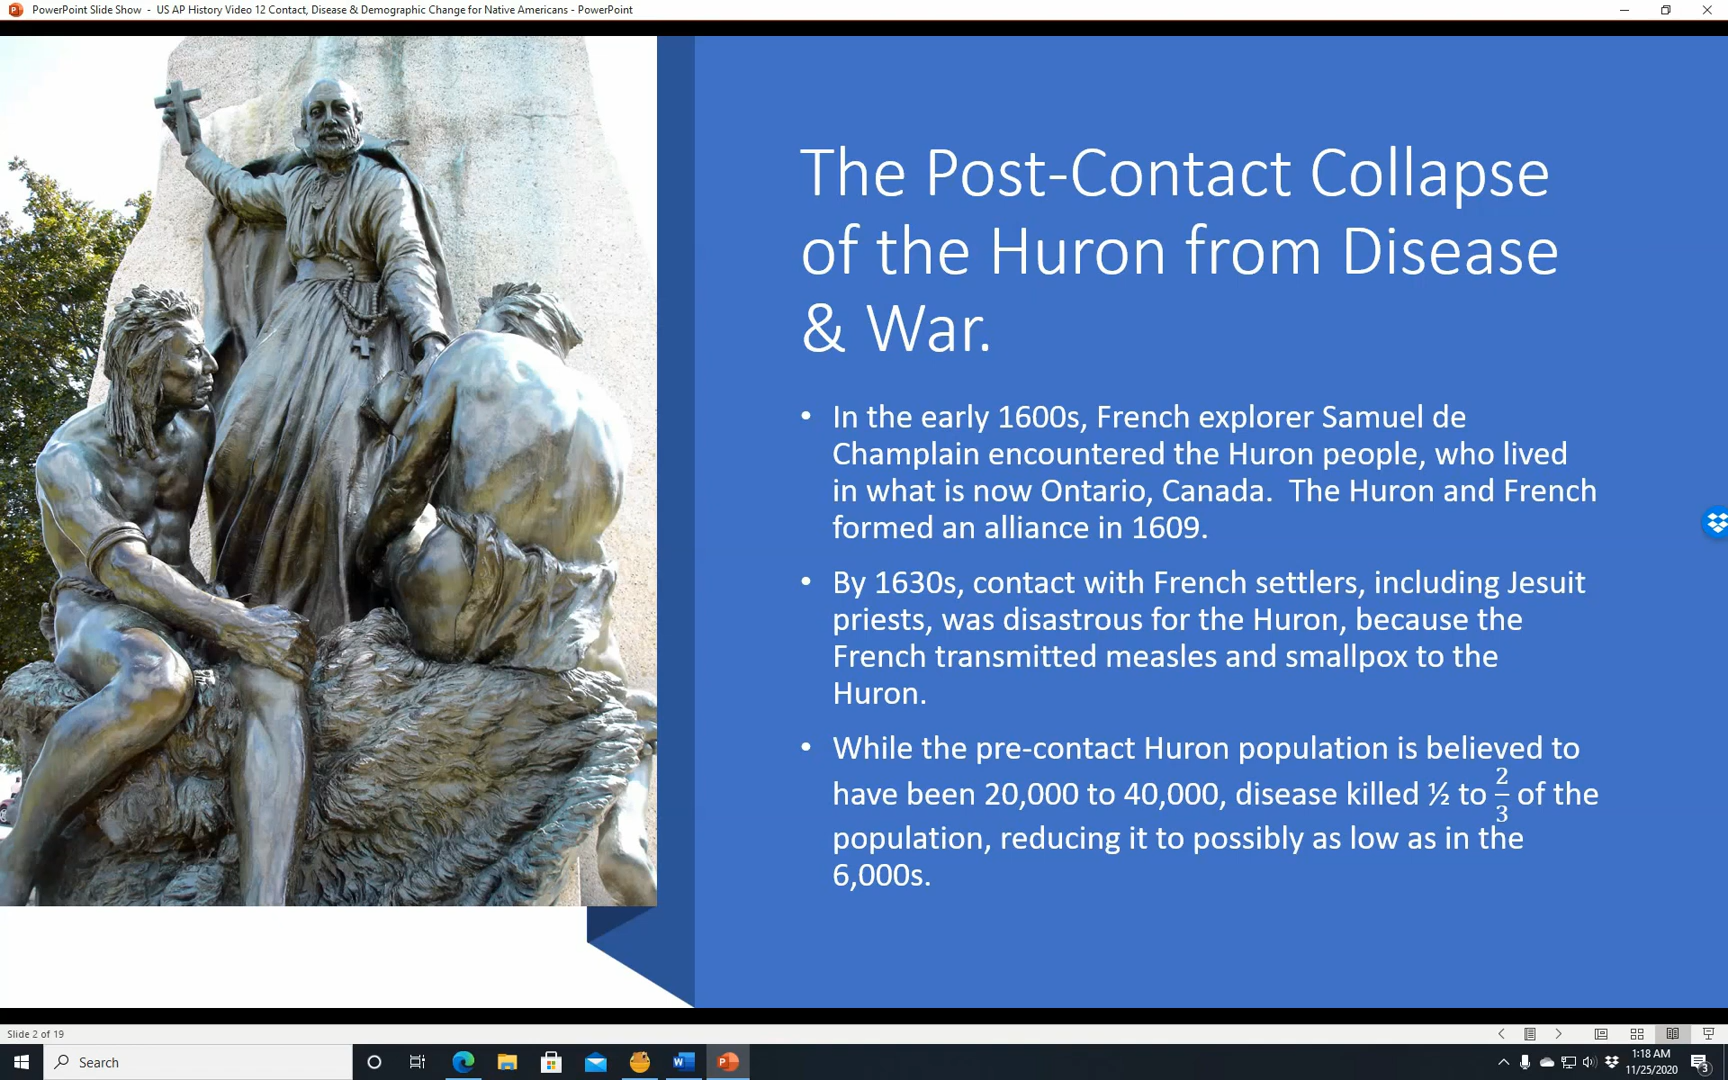 PowerPoint Slide Show - US AP History Video 12 Contact, Disease & Demographic Change for Native Americans - PowerPoint
The Post-Contact Collapse
of the Huron from Disease
& War.
• In the early 1600s, French explorer Samuel de
Champlain encountered the Huron people, who lived
in what is now Ontario, Canada. The Huron and French
formed an alliance in 1609.
• By 1630s, contact with French settlers, including Jesuit
priests, was disastrous for the Huron, because the
French transmitted measles and smallpox to the
Huron.
• While the pre-contact Huron population is believed to
have been 20,000 to 40,000, disease killed ½ to 2/3 of the
population, reducing it to possibly as low as in the
6,000s.
Slide 2 of 19
Search
1:18 AM
11/25/2020
3